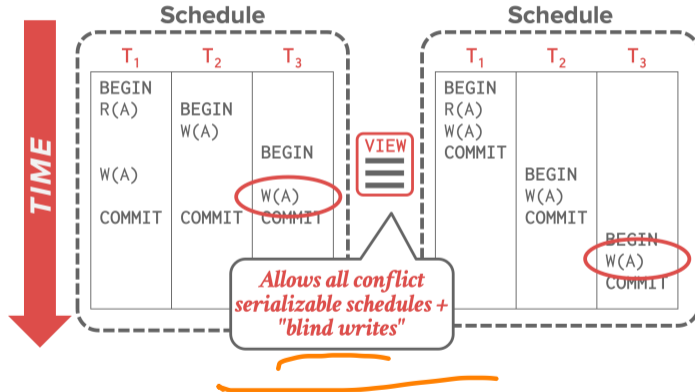 Schedule
T1 T2 T3
BEGIN
R(A) BEGIN
W(A)
BEGIN
W(A)
W(A)
COMMIT COMMIT COMMIT
TIME
VIEW
Allows all conflict
serializable schedules +
"blind writes"
Schedule
T1 T2 T3
BEGIN
R(A)
W(A)
COMMIT
BEGIN
W(A)
COMMIT
BEGIN
W(A)
COMMIT